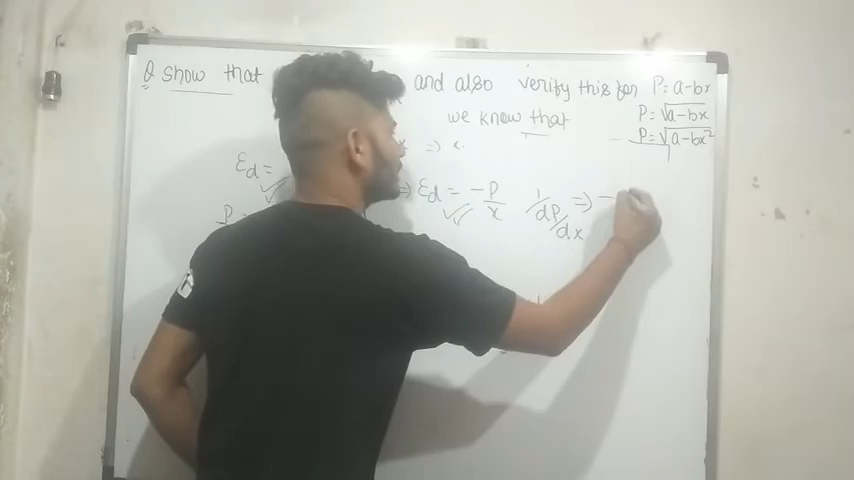 Q Show that and also verify this for P = a-bx
we know that P = √a-bx
P = √a-bx²
⇒ x.
Ed = ⇒ Ed = -P/x 1/dP/dx ⇒ -
P